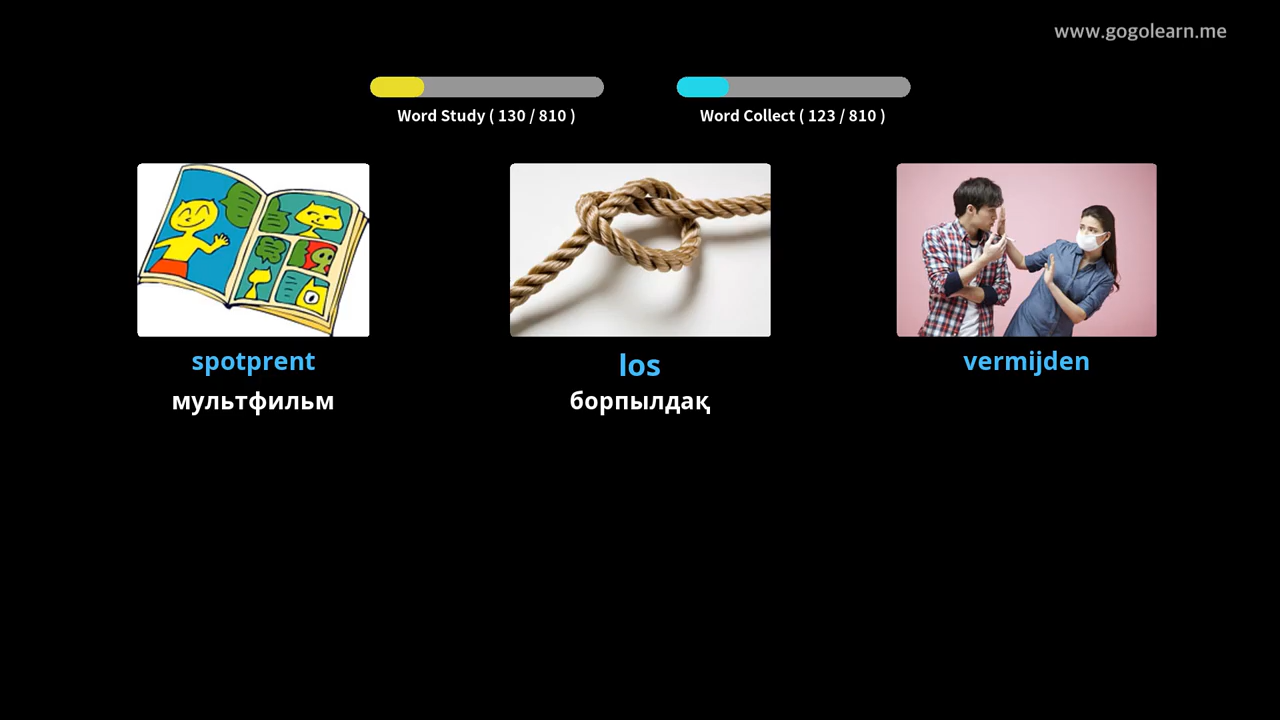 www.gogolearn.me
Word Study ( 130 / 810 )
Word Collect ( 123 / 810 )
spotprent
los
vermijden
мультфильм
борпылдақ